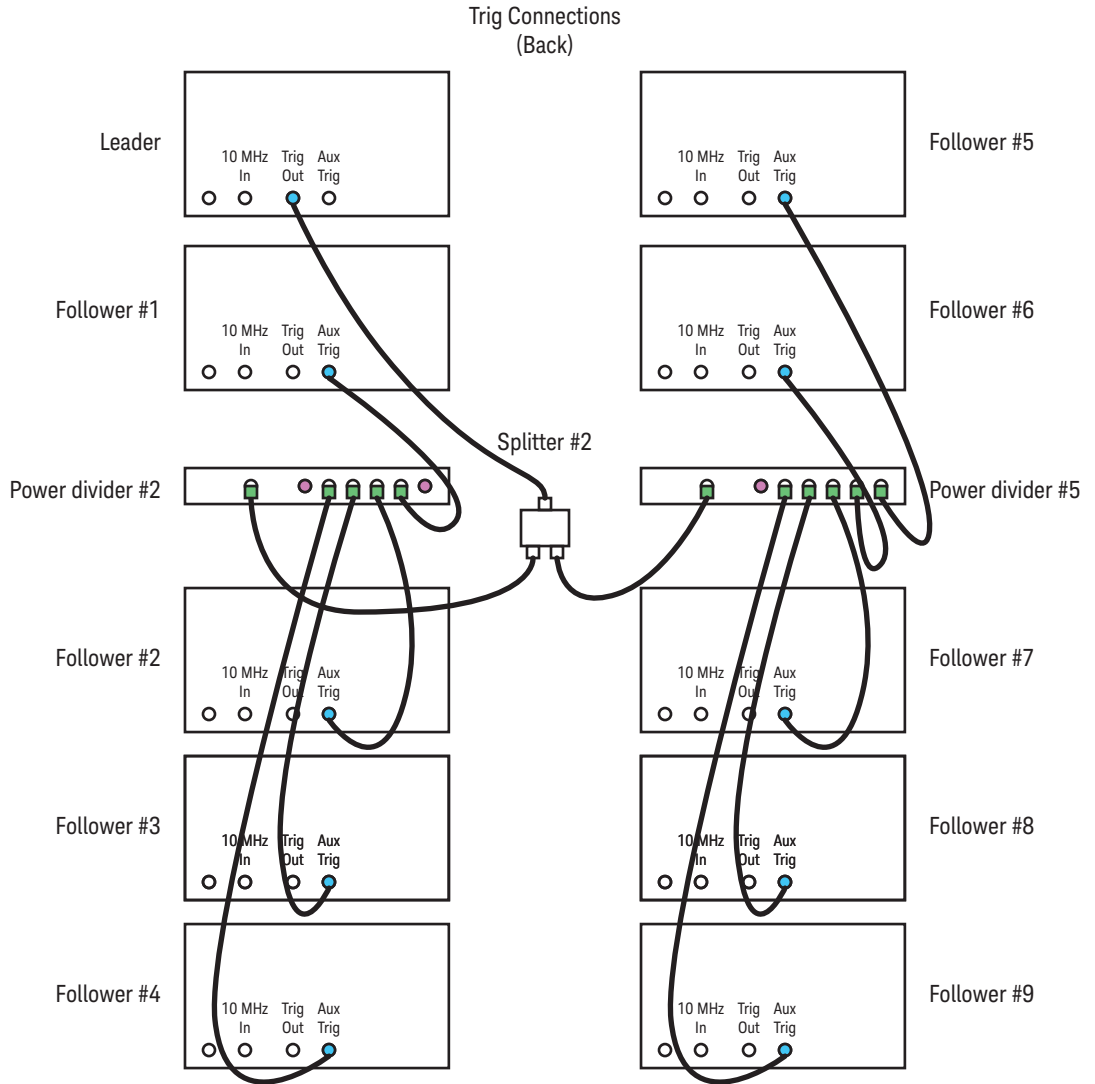 Trig Connections
(Back)
Leader
10 MHz Trig Aux
In Out Trig
Follower #1
10 MHz Trig Aux
In Out Trig
Power divider #2
Follower #2
10 MHz Trig Aux
In Out Trig
Follower #3
10 MHz Trig Aux
In Out Trig
Follower #4
10 MHz Trig Aux
In Out Trig
Splitter #2
Follower #5
10 MHz Trig Aux
In Out Trig
Follower #6
10 MHz Trig Aux
In Out Trig
Power divider #5
Follower #7
10 MHz Trig Aux
In Out Trig
Follower #8
10 MHz Trig Aux
In Out Trig
Follower #9
10 MHz Trig Aux
In Out Trig